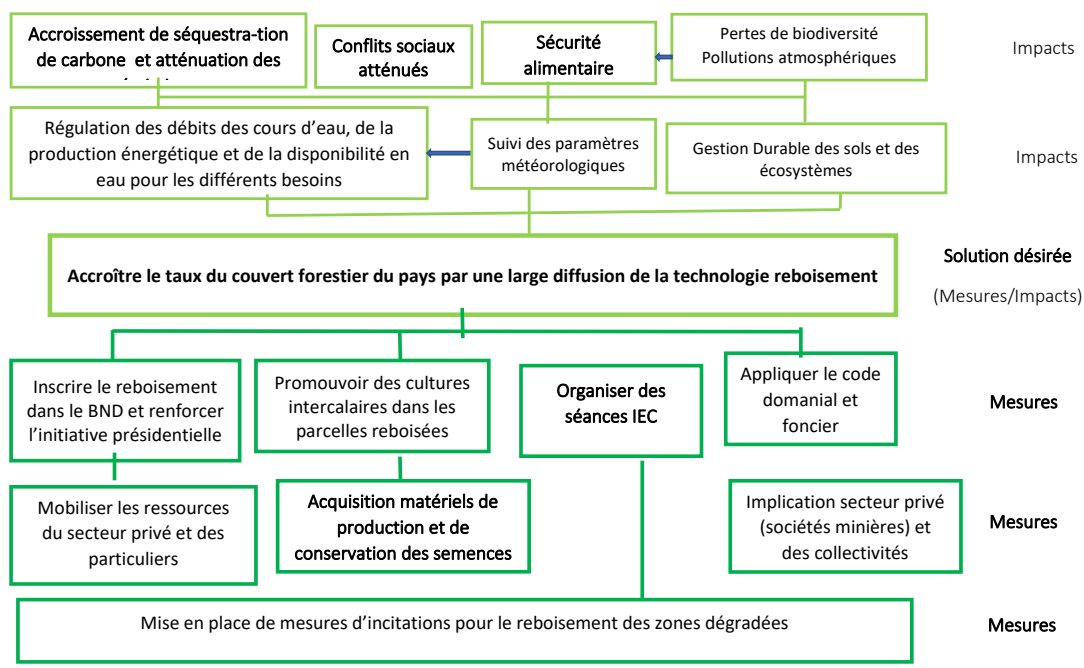 Accroissement de séquestra-tion
de carbone et atténuation des
Conflits sociaux
atténués
Sécurité
alimentaire
Pertes de biodiversité
Pollutions atmosphériques
Impacts
Régulation des débits des cours d'eau, de la
production énergétique et de la disponibilité en
eau pour les différents besoins
Suivi des paramètres
météorologiques
Gestion Durable des sols et des
écosystèmes
Impacts
Accroître le taux du couvert forestier du pays par une large diffusion de la technologie reboisement
Solution désirée
(Mesures/Impacts)
Inscrire le reboisement
dans le BND et renforcer
l'initiative présidentielle
Promouvoir des cultures
intercalaires dans les
parcelles reboisées
Organiser des
séances IEC
Appliquer le code
domanial et
foncier
Mesures
Mobiliser les ressources
du secteur privé et des
particuliers
Acquisition matériels de
production et de
conservation des semences
Implication secteur privé
(sociétés minières) et
des collectivités
Mesures
Mise en place de mesures d'incitations pour le reboisement des zones dégradées
Mesures